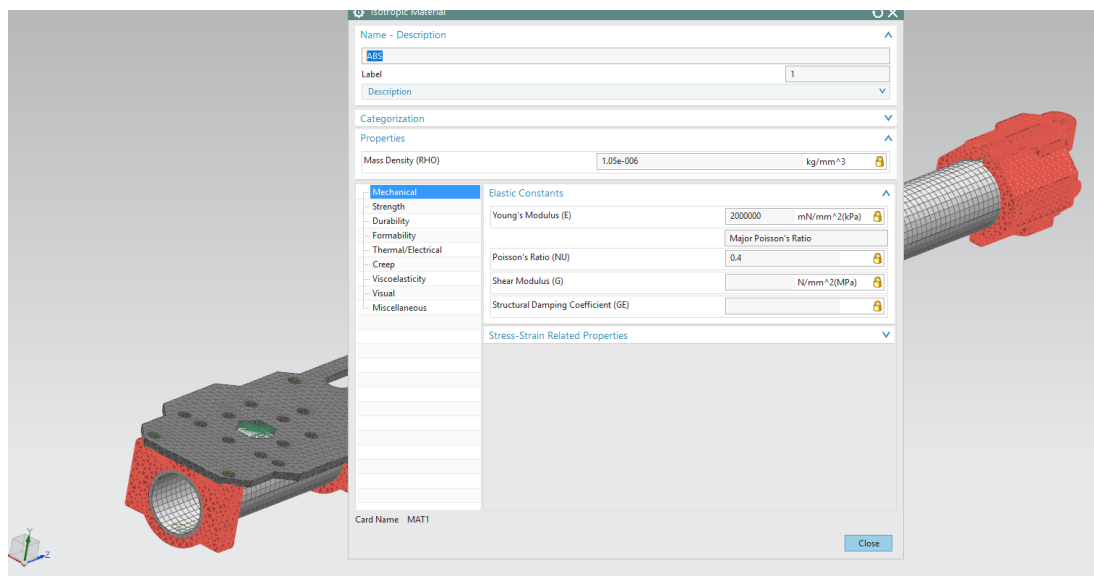 Isotropic Material
Name - Description
ABS
Label 1
Description
Categorization
Properties
Mass Density (RHO) 1.05e-006 kg/mm^3
Mechanical
Strength
Durability
Formability
Thermal/Electrical
Creep
Viscoelasticity
Visual
Miscellaneous
Elastic Constants
Young's Modulus (E) 2000000 mN/mm^2(kPa)
Major Poisson's Ratio
Poisson's Ratio (NU) 0.4
Shear Modulus (G) N/mm^2(MPa)
Structural Damping Coefficient (GE)
Stress-Strain Related Properties
Card Name MAT1
Close
Y
Z